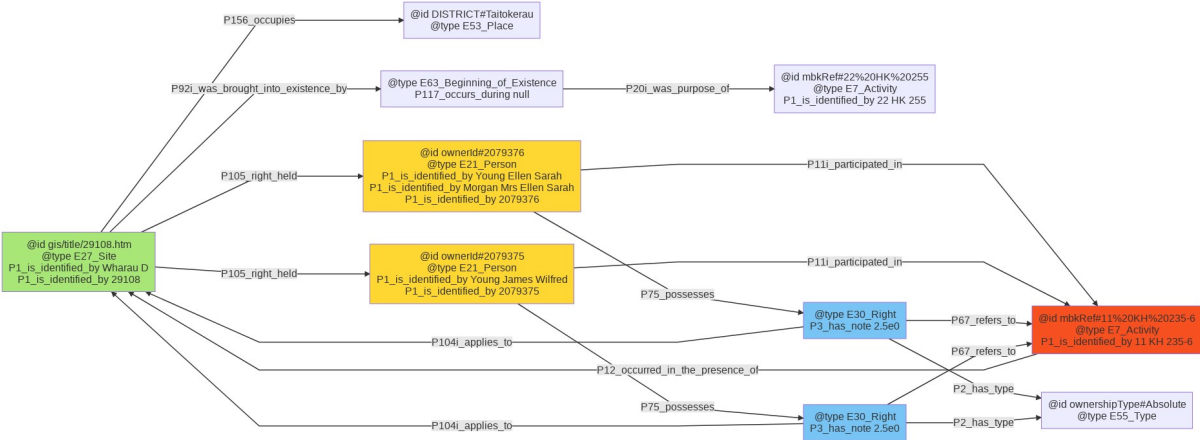 P156_occupies
@id DISTRICT#Taitokerau
@type E53_Place
P92i_was_brought_into_existence_by
@type E63_Beginning_of_Existence
P117_occurs_during null
P20i_was_purpose_of
@id mbkRef#22%20HK%20255
@type E7_Activity
P1_is_identified_by 22 HK 255
P105_right_held
@id ownerId#2079376
@type E21_Person
P1_is_identified_by Young Ellen Sarah
P1_is_identified_by Morgan Mrs Ellen Sarah
P1_is_identified_by 2079376
P11i_participated_in
@id gis/title/29108.htm
@type E27_Site
P1_is_identified_by Wharau D
P1_is_identified_by 29108
P105_right_held
@id ownerId#2079375
@type E21_Person
P1_is_identified_by Young James Wilfred
P1_is_identified_by 2079375
P11i_participated_in
P75_possesses
@type E30_Right
P3_has_note 2.5e0
P67_refers_to
@id mbkRef#11%20KH%20235-6
@type E7_Activity
P1_is_identified_by 11 KH 235-6
P104i_applies_to
P67_refers_to
P12_occurred_in_the_presence_of
P2_has_type
P75_possesses
@type E30_Right
P3_has_note 2.5e0
P2_has_type
@id ownershipType#Absolute
@type E55_Type
P104i_applies_to